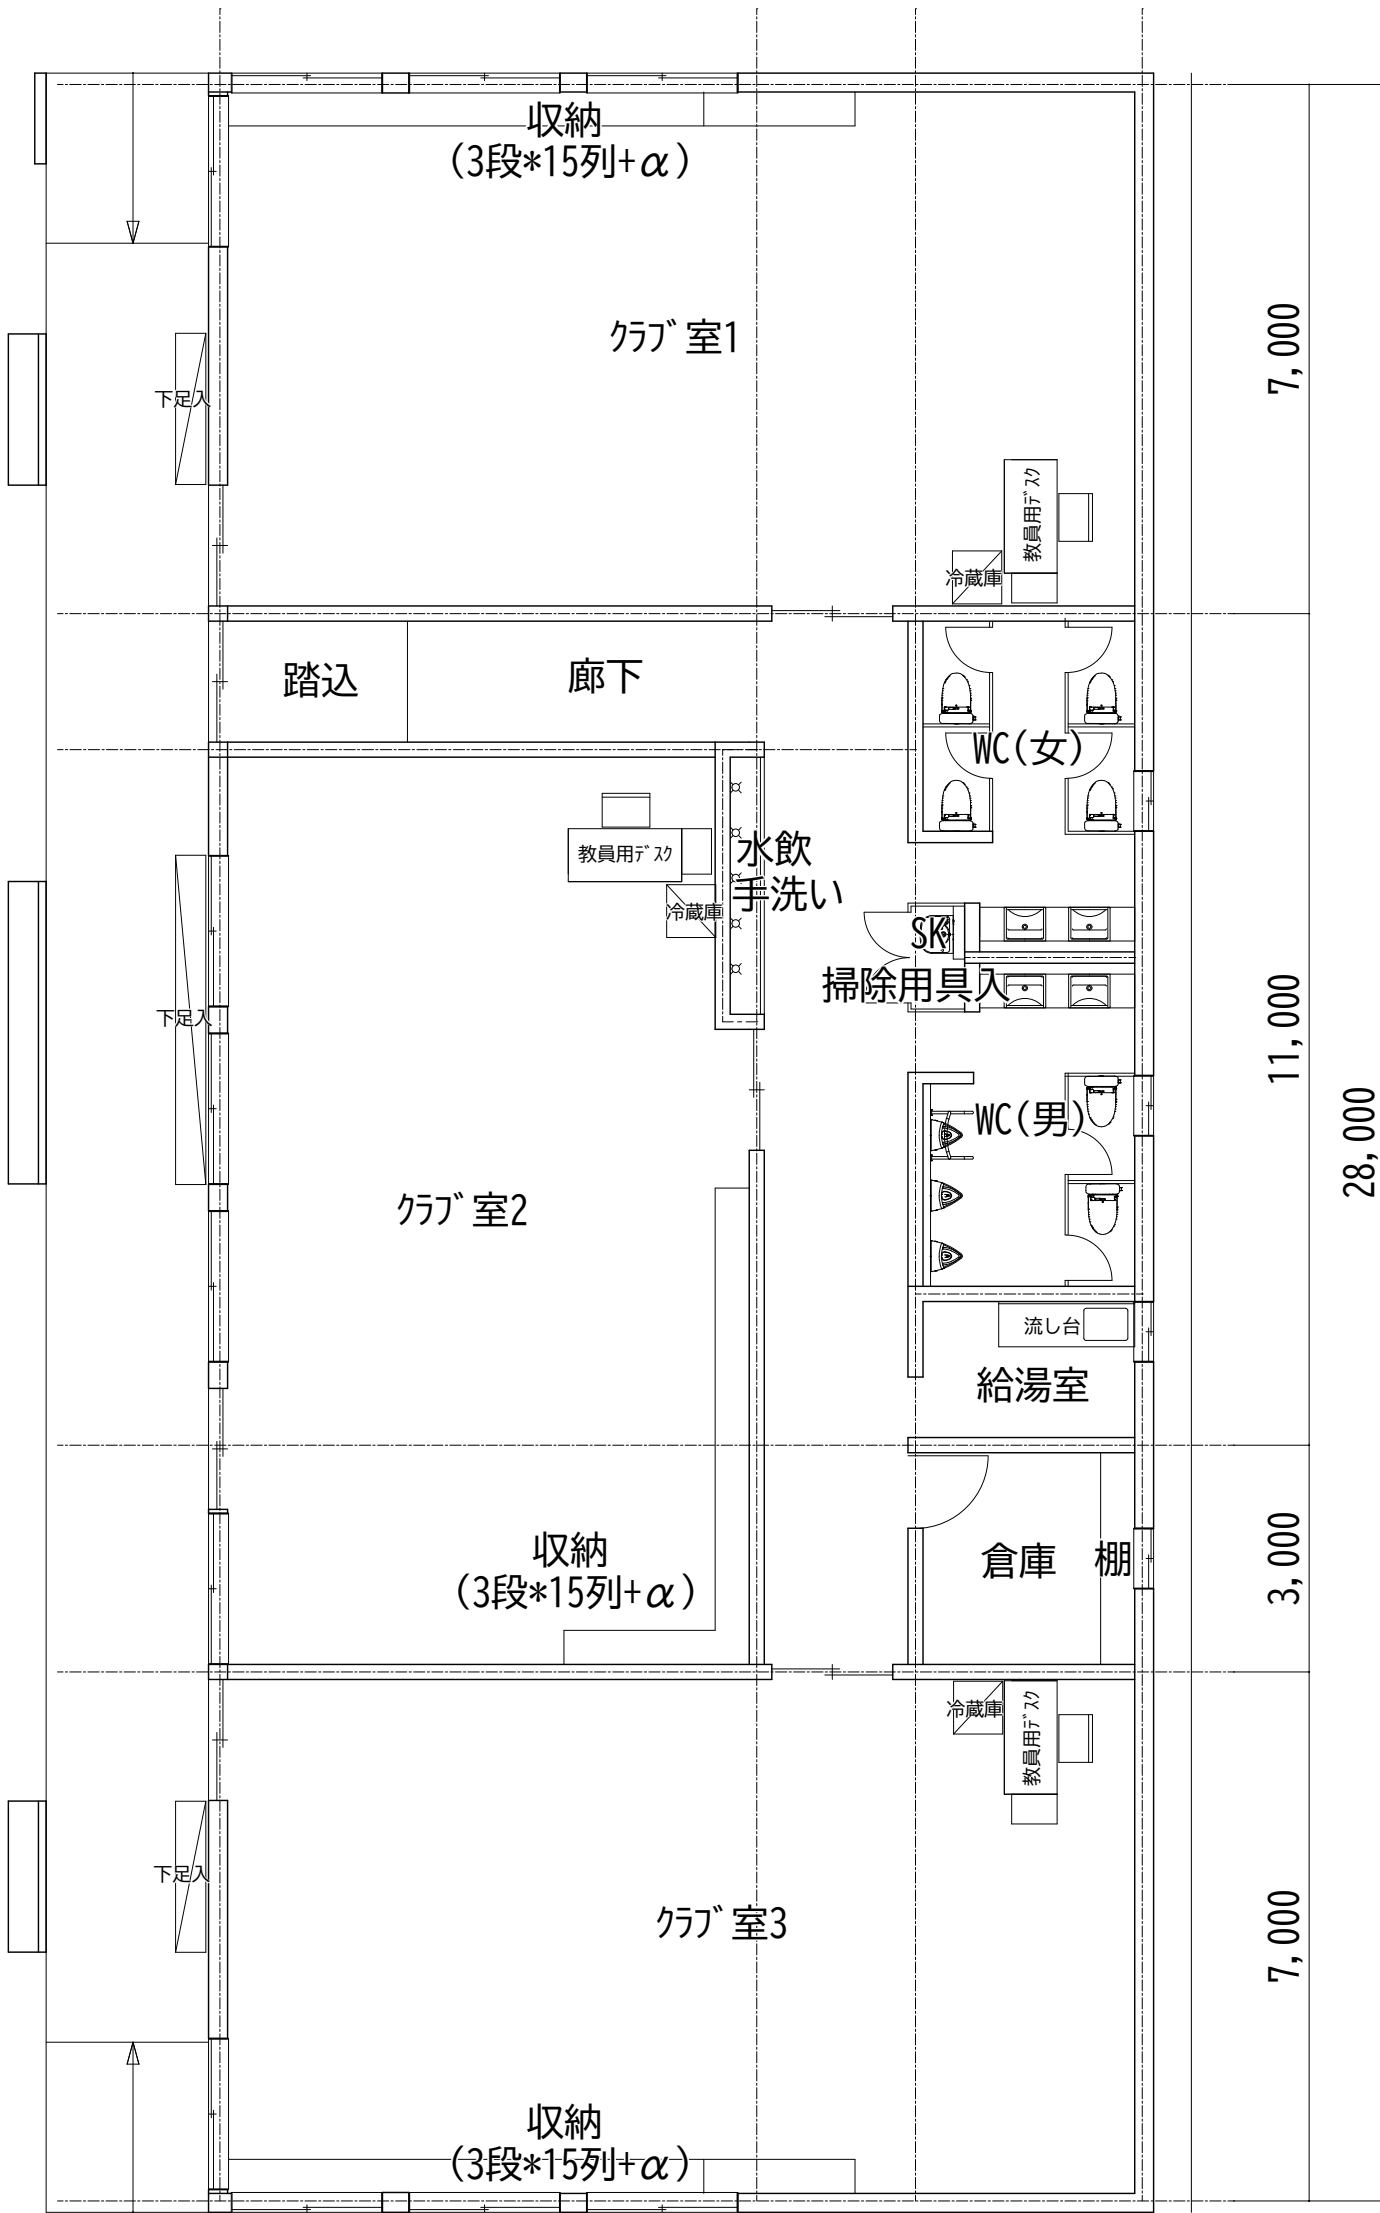 収納
(3段*15列+α)
クラブ室1
7,000
下足入
教員用デスク
冷蔵庫
踏込
廊下
WC(女)
教員用デスク
冷蔵庫
水飲
手洗い
SK
掃除用具入
下足入
11,000
28,000
WC(男)
クラブ室2
流し台
給湯室
収納
(3段*15列+α)
倉庫
棚
3,000
冷蔵庫
教員用デスク
下足入
クラブ室3
7,000
収納
(3段*15列+α)